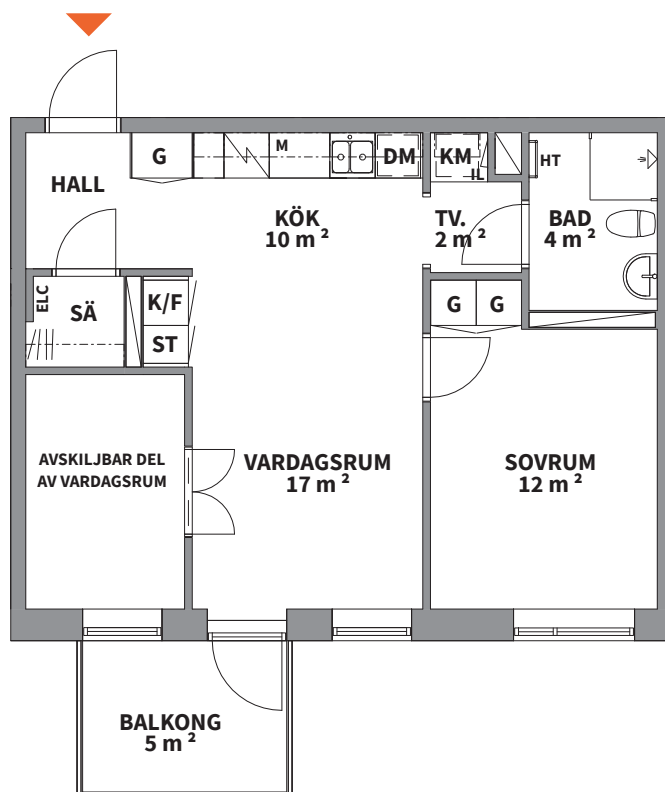 G
M
DM
KM
IL
HT
HALL
KÖK
10 m ²
TV.
2 m ²
BAD
4 m ²
ELC
SÄ
K/F
ST
G G
AVSKILJBAR DEL
AV VARDAGSRUM
VARDAGSRUM
17 m ²
SOVRUM
12 m ²
BALKONG
5 m ²